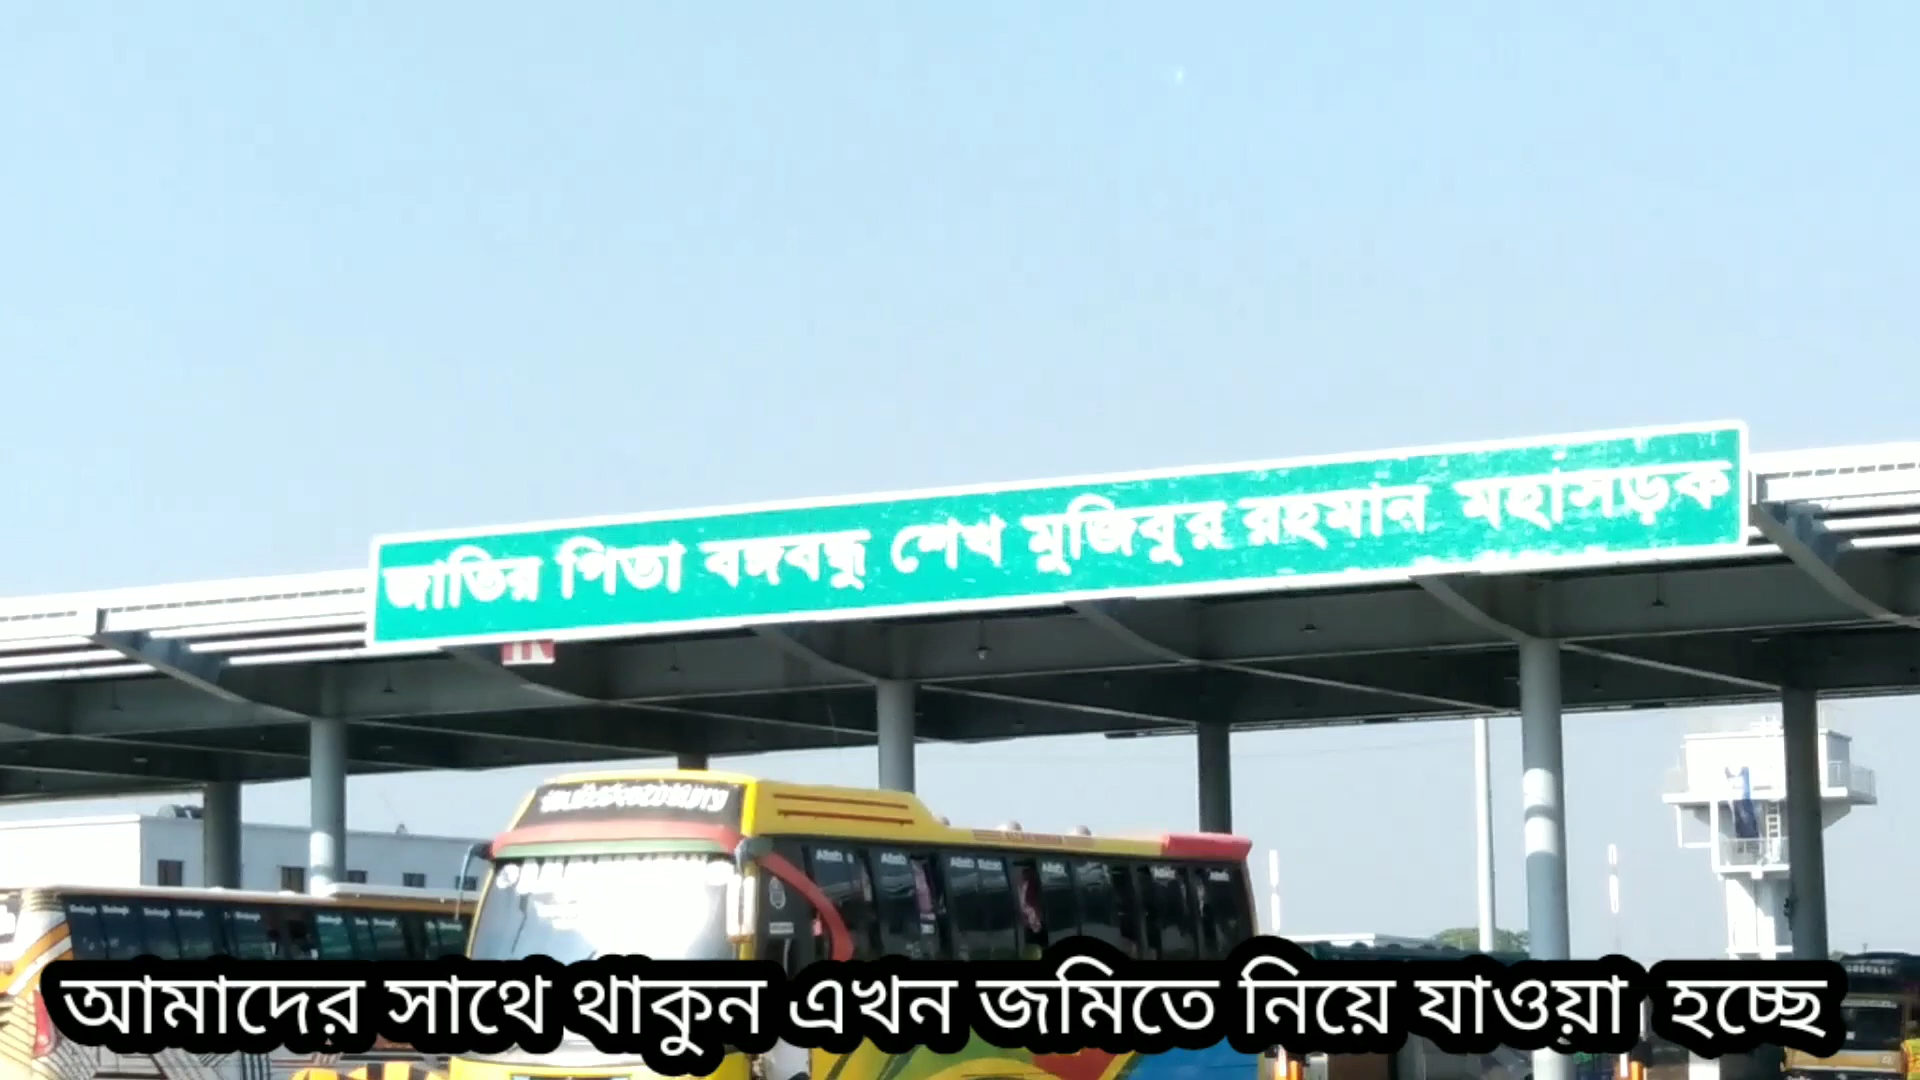 জাতির পিতা বঙ্গবন্ধু শেখ মুজিবুর রহমান মহাসড়ক
আমাদের সাথে থাকুন এখন জমিতে নিয়ে যাওয়া হচ্ছে